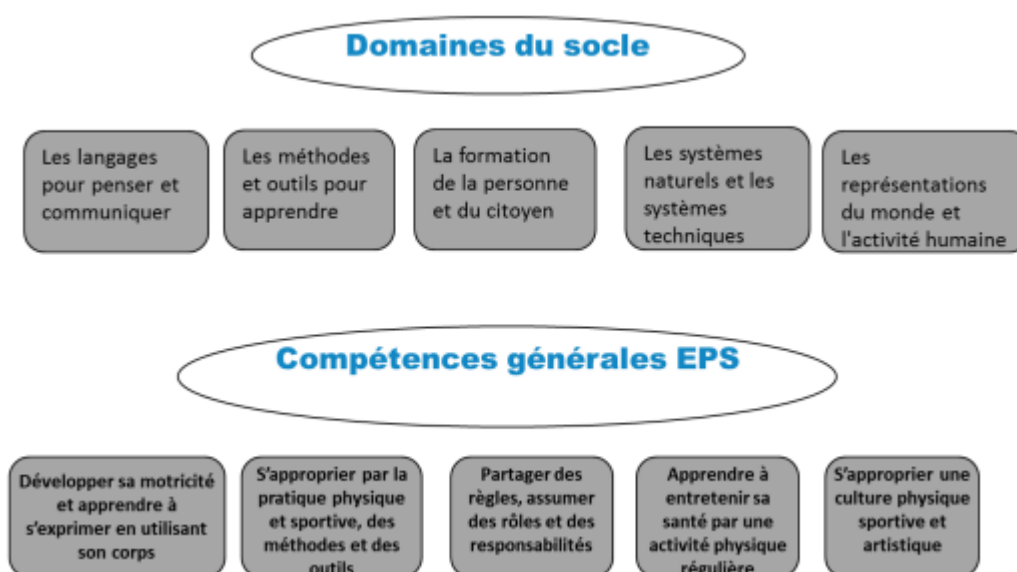 Domaines du socle
Les langages
pour penser et
communiquer
Les méthodes
et outils pour
apprendre
La formation
de la personne
et du citoyen
Les systèmes
naturels et les
systèmes
techniques
Les
représentations
du monde et
l'activité humaine
Compétences générales EPS
Développer sa motricité
et apprendre à
s'exprimer en utilisant
son corps
S'approprier par la
pratique physique
et sportive, des
méthodes et des
outils
Partager des
règles, assumer
des rôles et des
responsabilités
Apprendre à
entretenir sa
santé par une
activité physique
régulière
S'approprier une
culture physique
sportive et
artistique